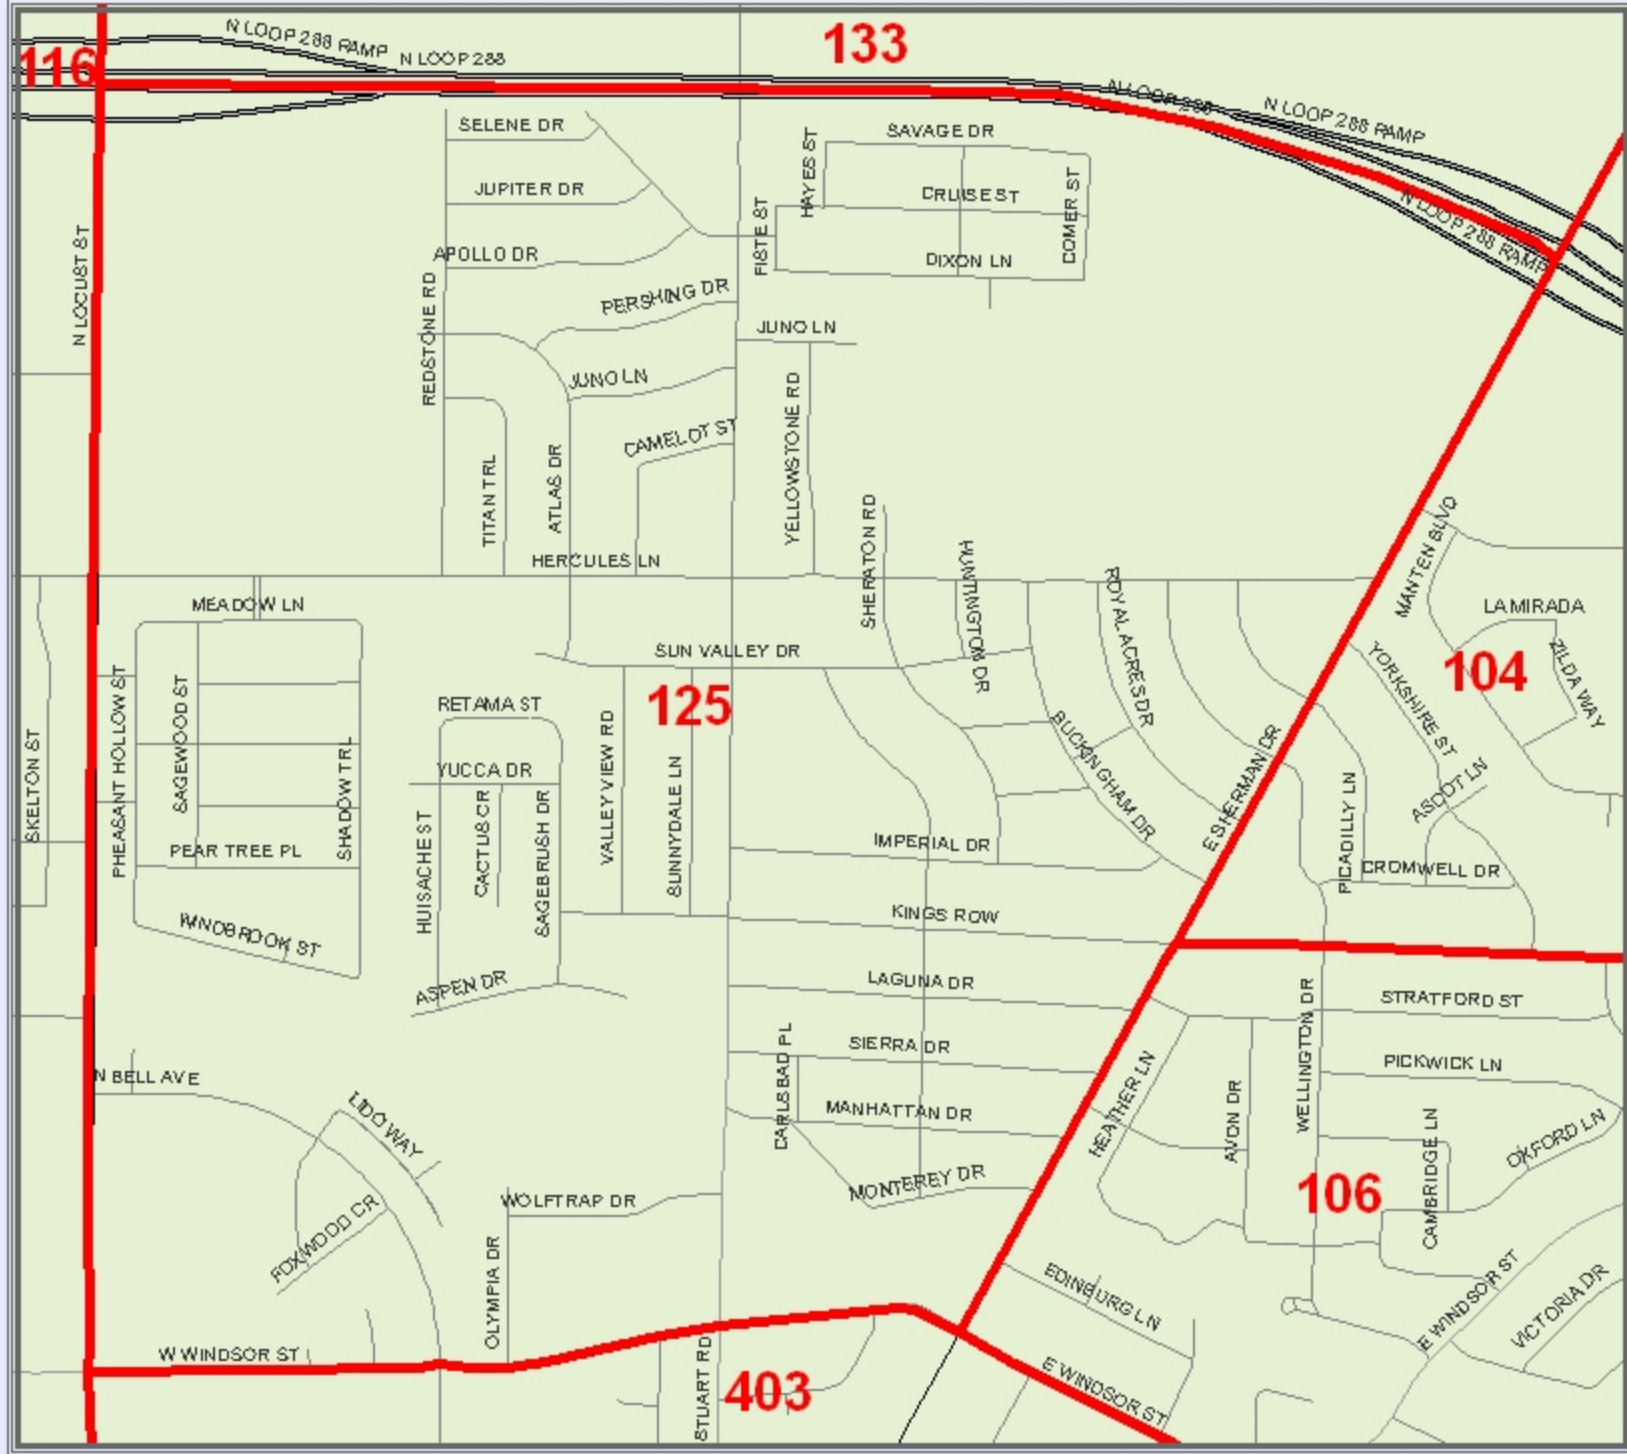 N LOOP 288 RAMP
N LOOP 288
133
116
N LOOP 288
N LOOP 288 RAMP
SELENE DR
SAVAGE DR
HAYES ST
JUPITER DR
CRUISE ST
COMER ST
N LOOP 288 RAMP
FISTE ST
N LOCUST ST
APOLLO DR
DIXON LN
REDSTONE RD
PERSHING DR
JUNO LN
JUNO LN
YELLOWSTONE RD
CAMELOT ST
TITAN TRL
ATLAS DR
SHERATON RD
MANTEN BLVD
HERCULES LN
HUNTINGTON DR
ROYAL ACRES DR
MEADOW LN
LA MIRADA
SUN VALLEY DR
104
ZILDA WAY
YORKSHIRE ST
PHEASANT HOLLOW ST
SAGEWOOD ST
125
RETAMA ST
BUCKINGHAM DR
SKELTON ST
SHADOW TRL
YUCCA DR
VALLEY VIEW RD
SUNNYDALE LN
E SHERMAN DR
PICADILLY LN
ASCOT LN
HUISACHE ST
CACTUS CR
SAGEBRUSH DR
PEAR TREE PL
IMPERIAL DR
CROMWELL DR
WINDBROOK ST
KINGS ROW
ASPEN DR
LAGUNA DR
WELLINGTON DR
STRATFORD ST
CARLSBAD PL
SIERRA DR
PICKWICK LN
N BELL AVE
HEATHER LN
AVON DR
LIDO WAY
MANHATTAN DR
CAMBRIDGE LN
OXFORD LN
MONTEREY DR
106
WOLFTRAP DR
FOXWOOD CR
OLYMPIA DR
EDINBURG LN
E WINDSOR ST
VICTORIA DR
W WINDSOR ST
STUART RD
403
E WINDSOR ST